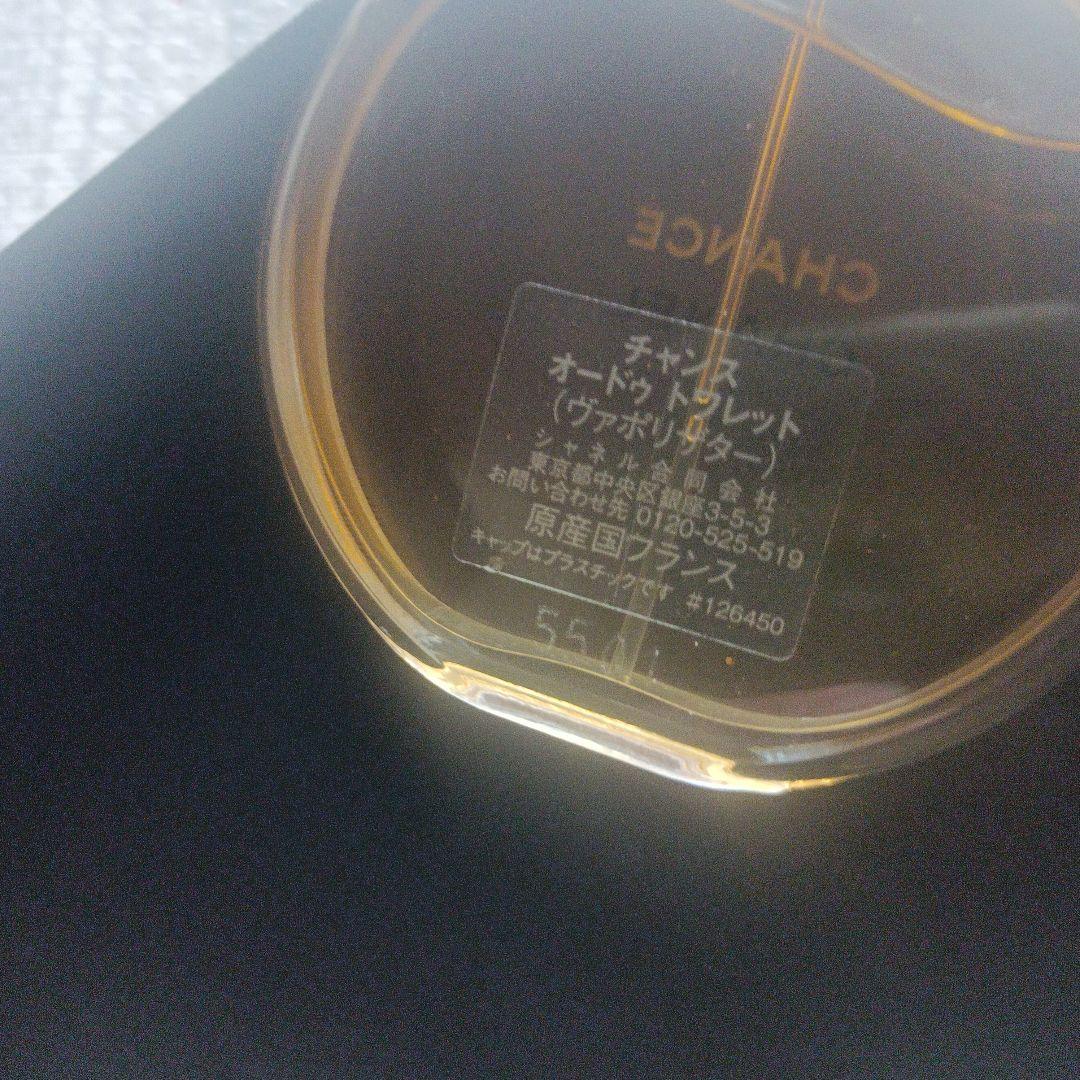 CHANCE
チャンス
オードゥ トワレット
(ヴァポリザター)
シャネル合同会社
東京都中央区銀座3-5-3
お問い合わせ先 0120-525-519
原産国フランス
キャップはプラスチックです #126450